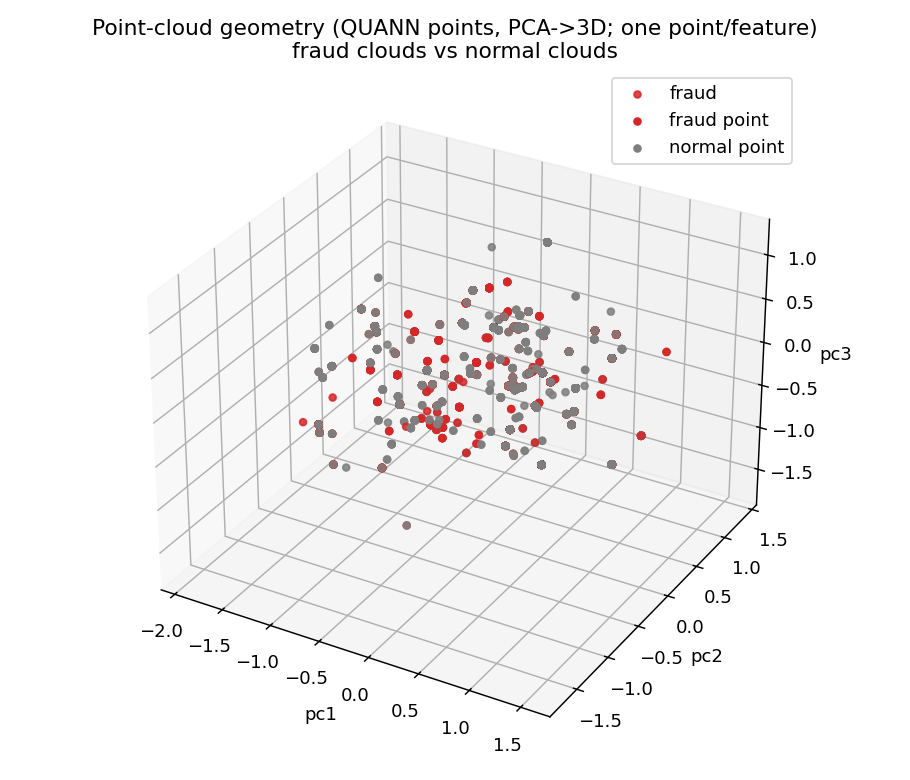 Point-cloud geometry (QUANN points, PCA->3D; one point/feature)
fraud clouds vs normal clouds
fraud
fraud point
normal point
1.0
0.5
0.0
−0.5
−1.0
−1.5
pc3
1.5
1.0
0.5
0.0
−0.5
−1.0
−1.5
pc2
−2.0
−1.5
−1.0
−0.5
0.0
0.5
1.0
1.5
pc1